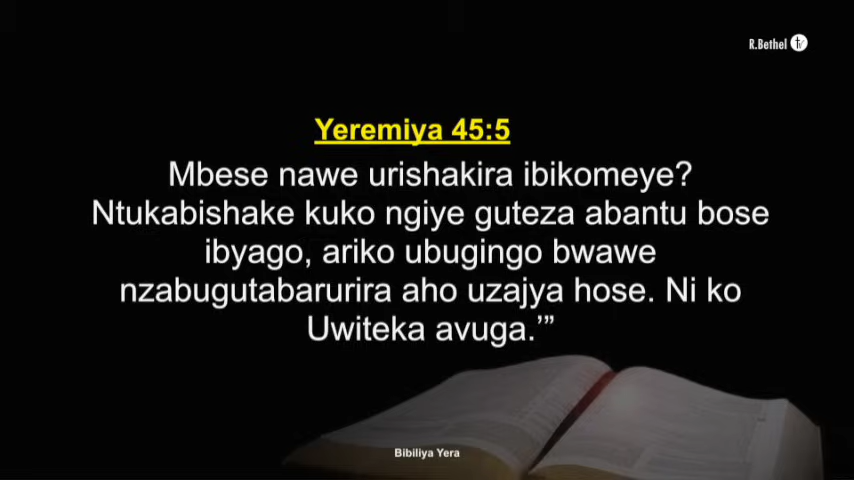 R.Bethel tv
Yeremiya 45:5
Mbese nawe urishakira ibikomeye?
Ntukabishake kuko ngiye guteza abantu bose
ibyago, ariko ubugingo bwawe
nzabugutabarurira aho uzajya hose. Ni ko
Uwiteka avuga.’”
Bibiliya Yera